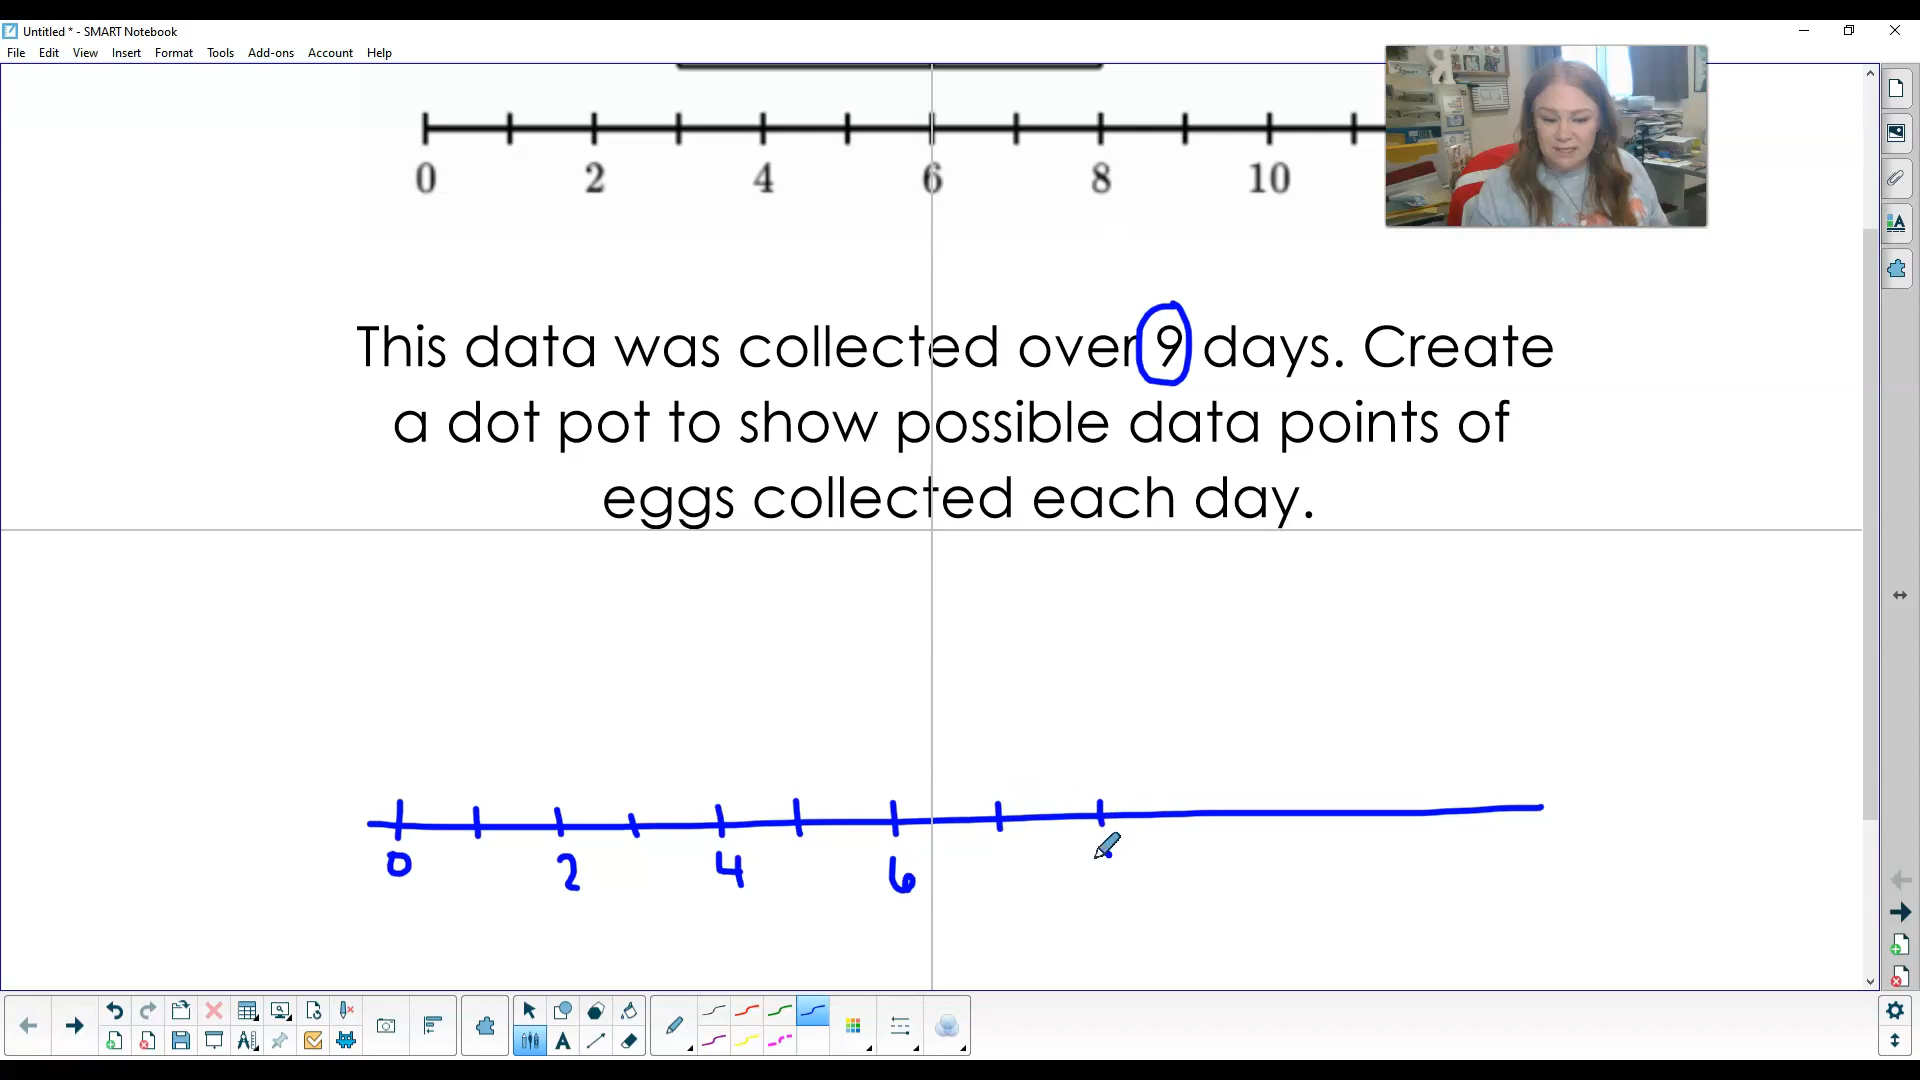 Untitled * - SMART Notebook
File Edit View Insert Format Tools Add-ons Account Help
0 2 4 6 8 10
This data was collected over 9 days. Create
a dot pot to show possible data points of
eggs collected each day.
0 2 4 6